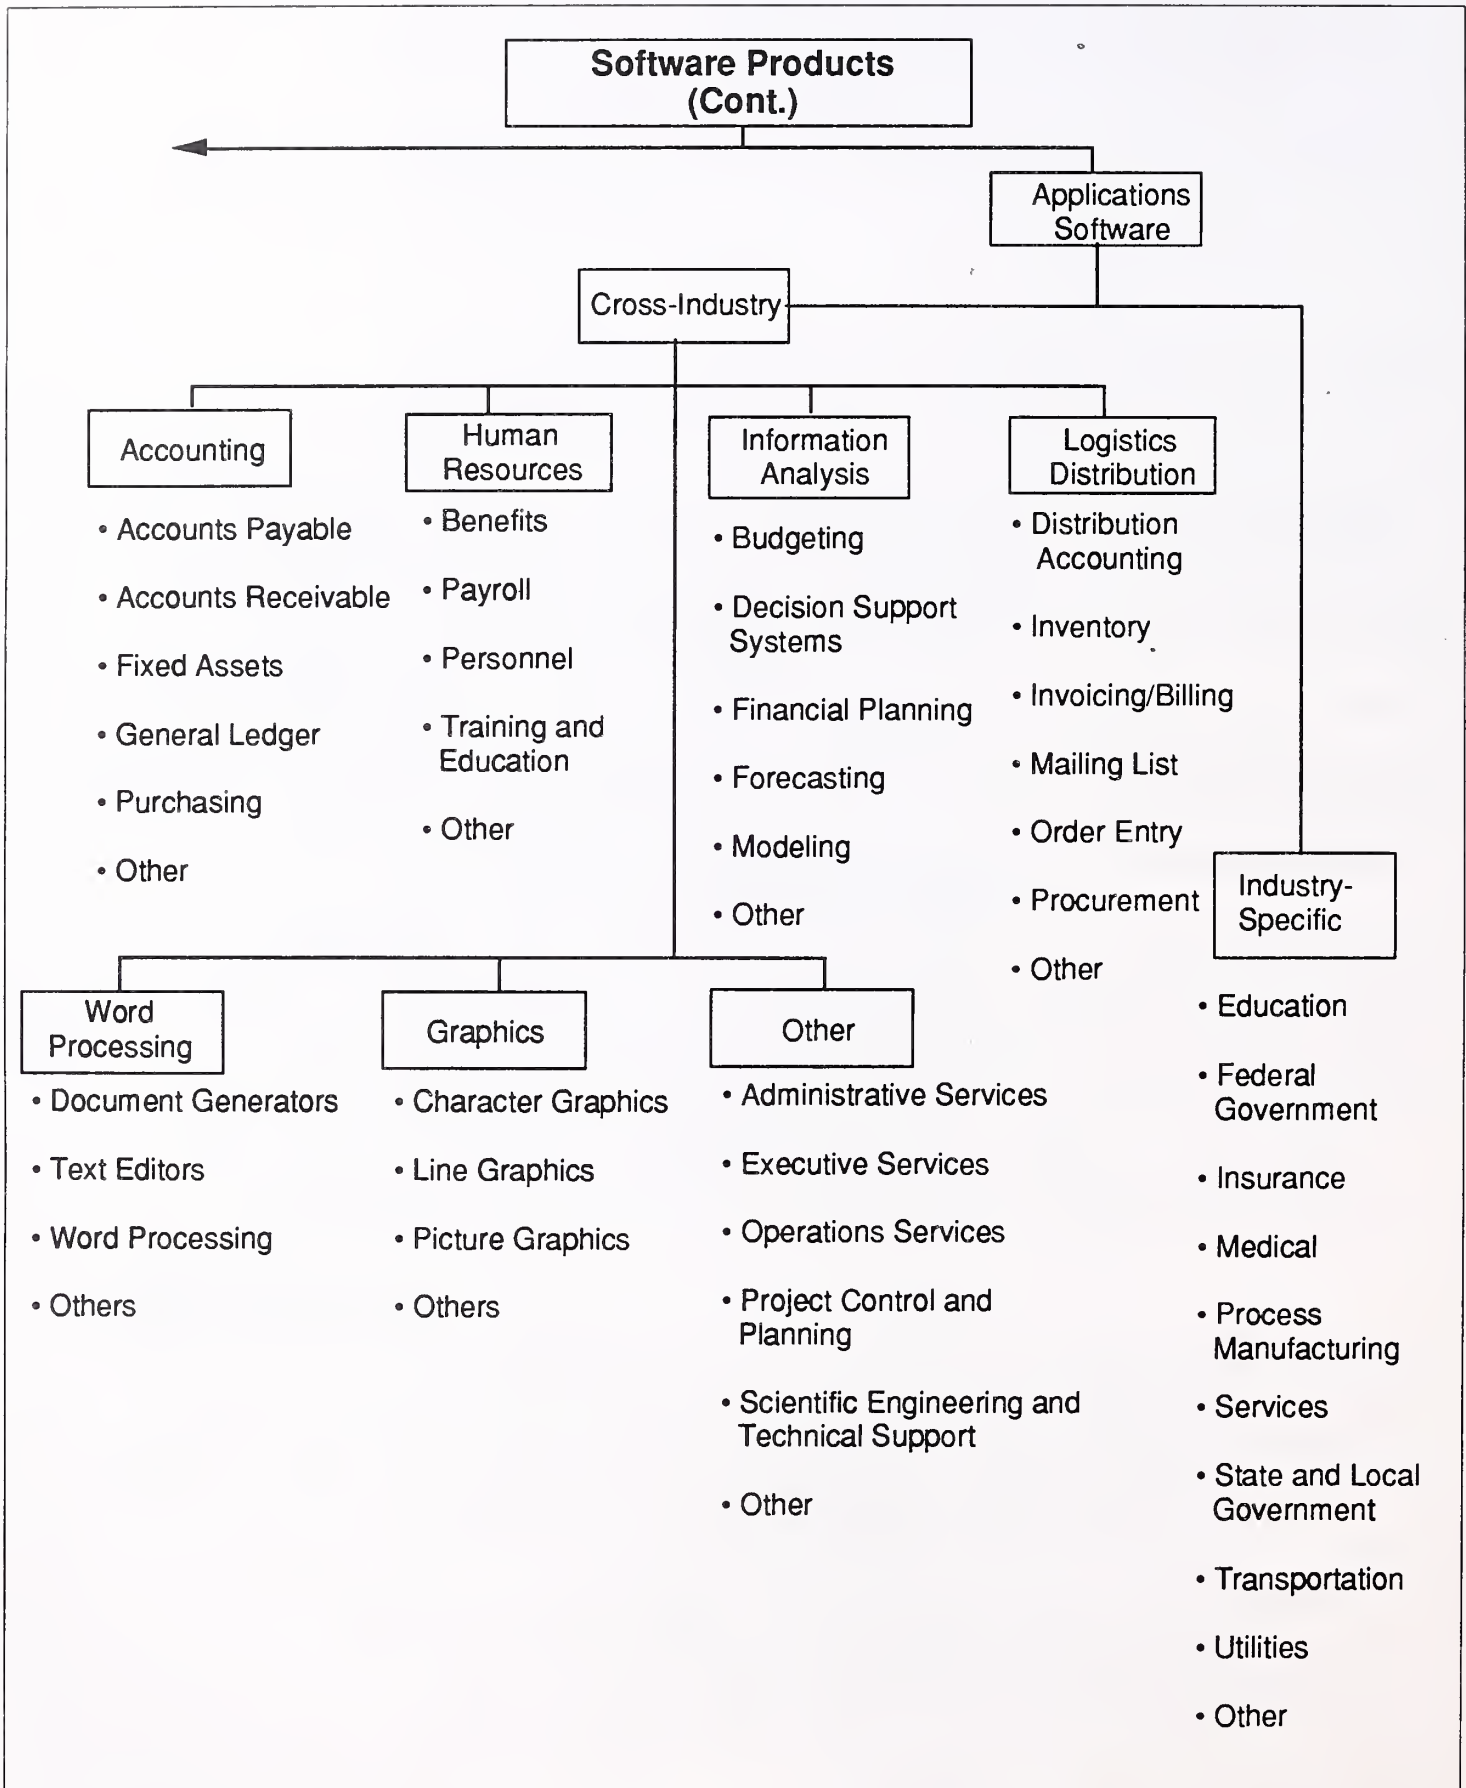 Software Products
(Cont.)
Applications
Software
Cross-Industry
Accounting
• Accounts Payable
• Accounts Receivable
• Fixed Assets
• General Ledger
• Purchasing
• Other
Human
Resources
• Benefits
• Payroll
• Personnel
• Training and
Education
• Other
Information
Analysis
• Budgeting
• Decision Support
Systems
• Financial Planning
• Forecasting
• Modeling
• Other
Logistics
Distribution
• Distribution
Accounting
• Inventory
• Invoicing/Billing
• Mailing List
• Order Entry
• Procurement
• Other
Word
Processing
• Document Generators
• Text Editors
• Word Processing
• Others
Graphics
• Character Graphics
• Line Graphics
• Picture Graphics
• Others
Other
• Administrative Services
• Executive Services
• Operations Services
• Project Control and
Planning
• Scientific Engineering and
Technical Support
• Other
Industry-
Specific
• Education
• Federal
Government
• Insurance
• Medical
• Process
Manufacturing
• Services
• State and Local
Government
• Transportation
• Utilities
• Other